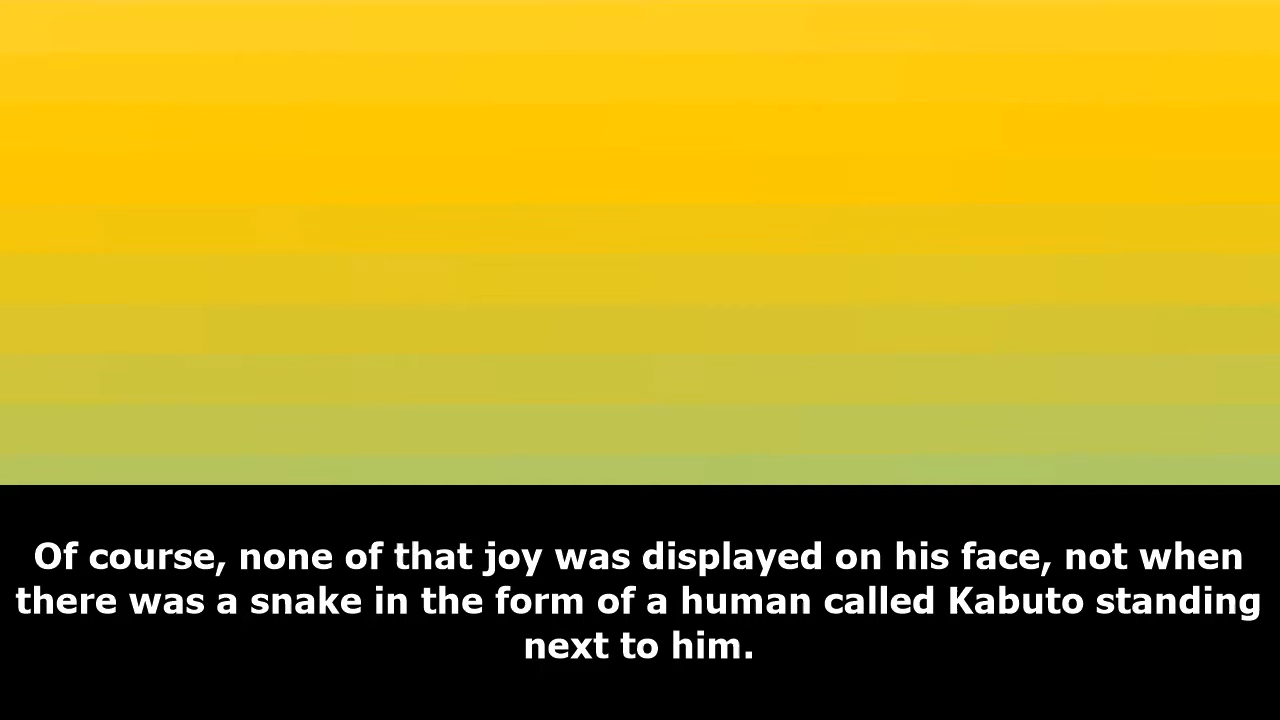 Of course, none of that joy was displayed on his face, not when
there was a snake in the form of a human called Kabuto standing
next to him.